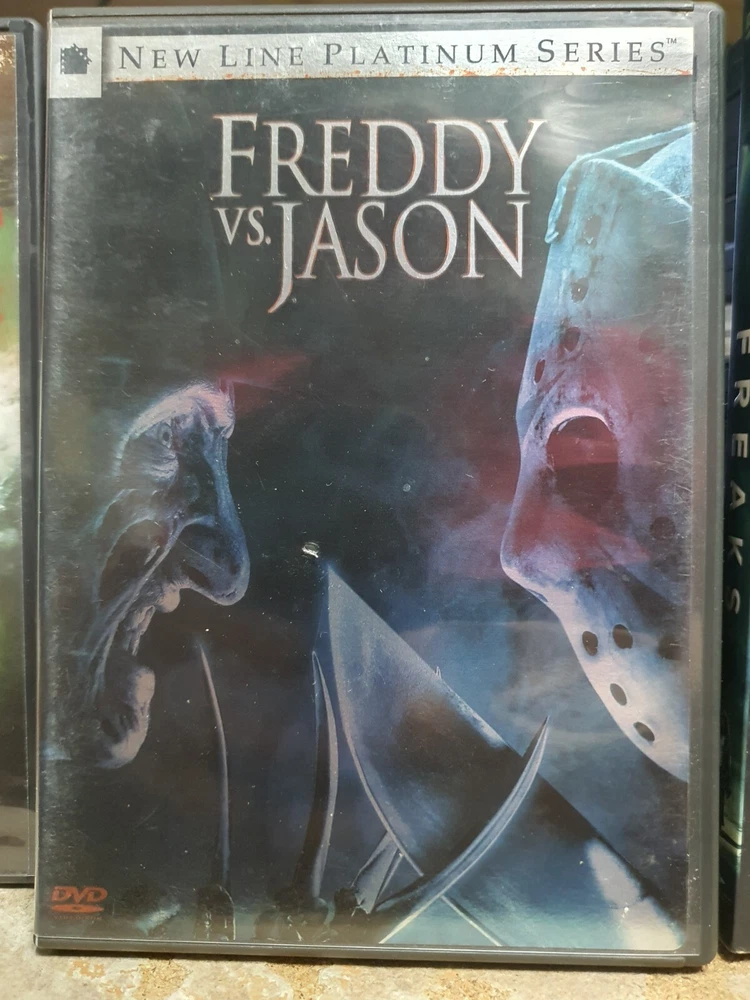 NEW LINE PLATINUM SERIES™
FREDDY
VS. JASON
DVD
FREAKS